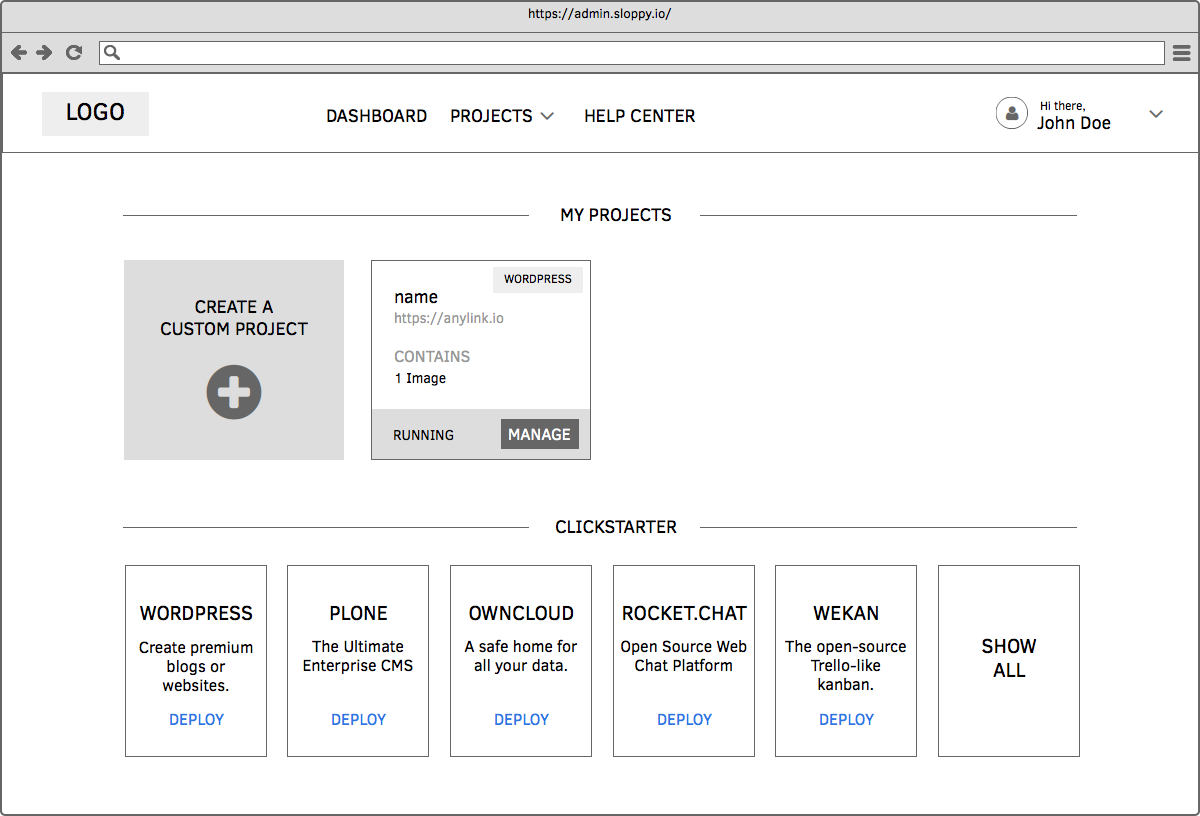 https://admin.sloppy.io/
LOGO
DASHBOARD PROJECTS HELP CENTER
Hi there,
John Doe
MY PROJECTS
CREATE A
CUSTOM PROJECT
WORDPRESS
name
https://anylink.io
CONTAINS
1 Image
RUNNING MANAGE
CLICKSTARTER
WORDPRESS
Create premium
blogs or
websites.
DEPLOY
PLONE
The Ultimate
Enterprise CMS
DEPLOY
OWNCLOUD
A safe home for
all your data.
DEPLOY
ROCKET.CHAT
Open Source Web
Chat Platform
DEPLOY
WEKAN
The open-source
Trello-like
kanban.
DEPLOY
SHOW
ALL